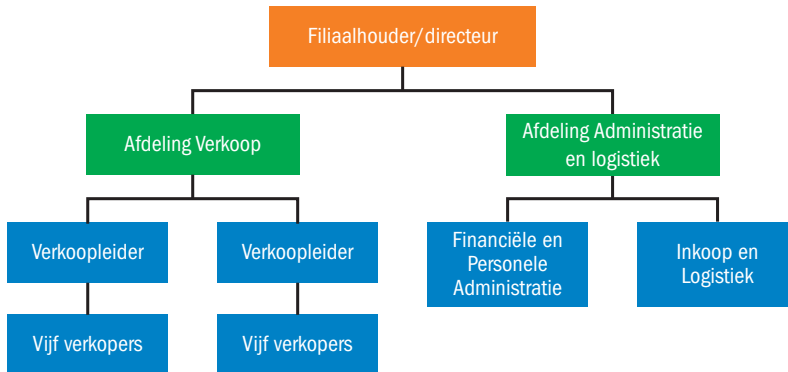 Filiaalhouder/directeur
Afdeling Verkoop
Afdeling Administratie
en logistiek
Verkoopleider
Verkoopleider
Financiële en
Personele
Administratie
Inkoop en
Logistiek
Vijf verkopers
Vijf verkopers